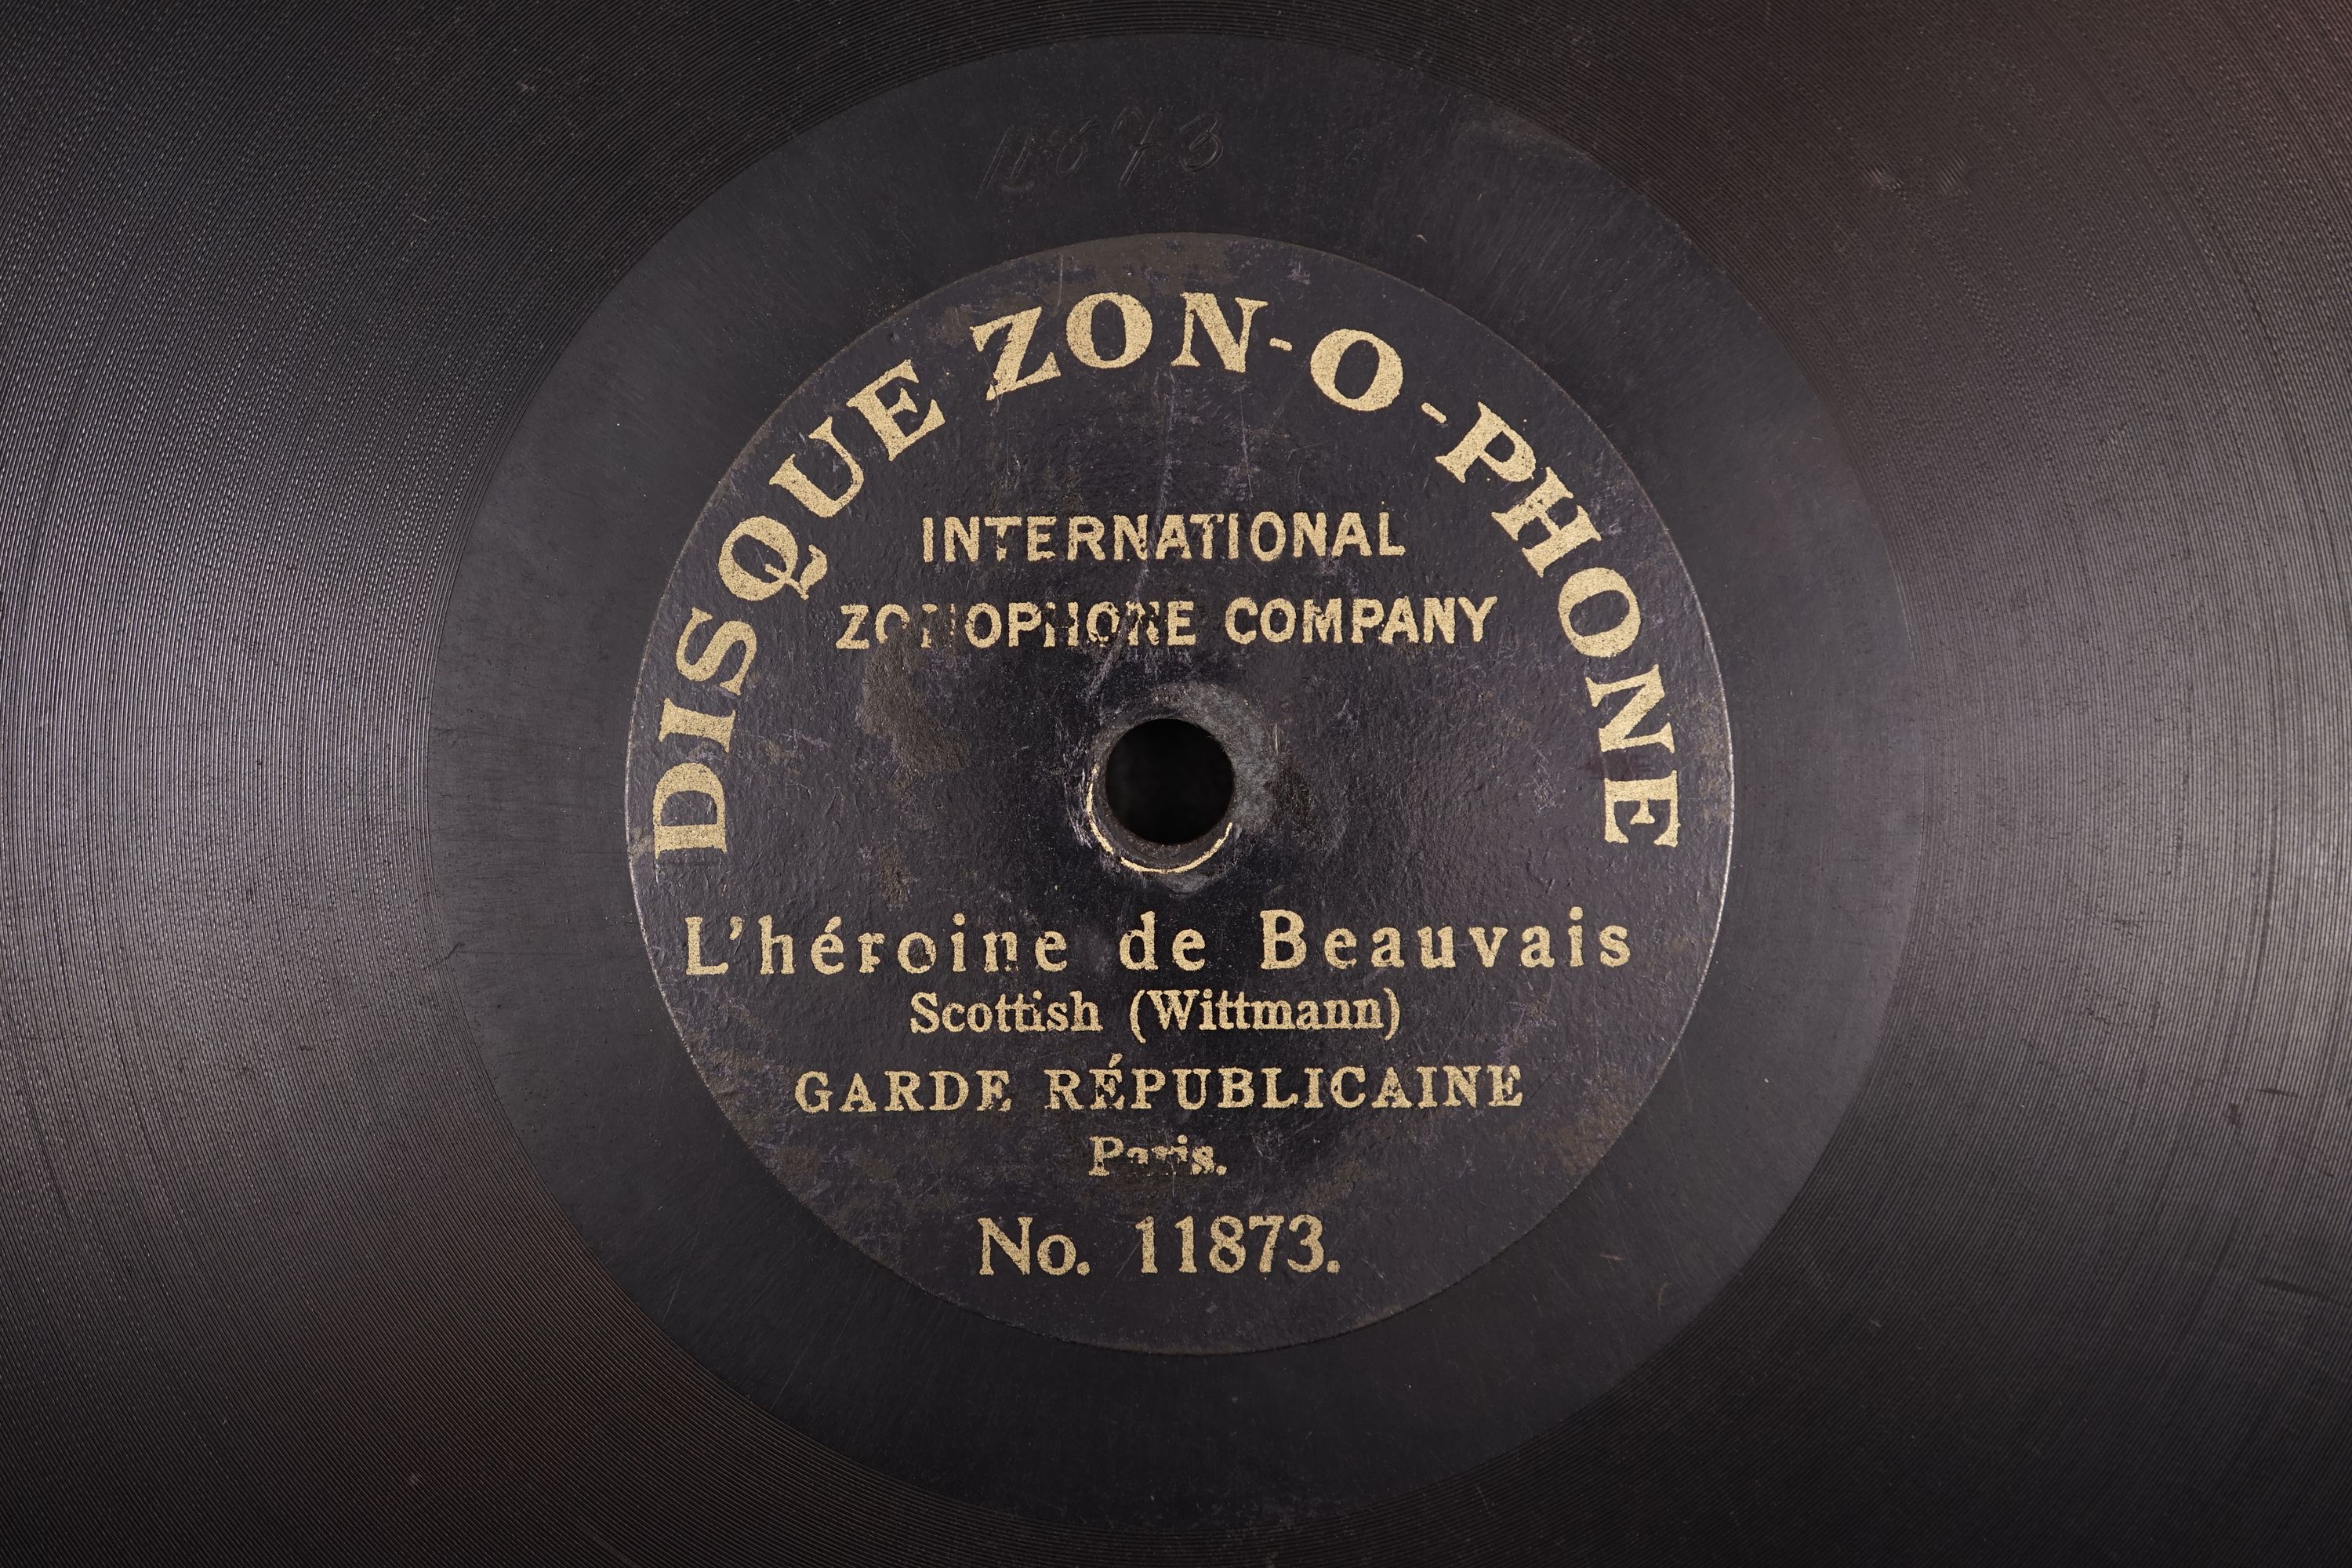 11873
DISQUE ZON-O-PHONE
INTERNATIONAL
ZONOPHONE COMPANY
L'héroine de Beauvais
Scottish (Wittmann)
GARDE RÉPUBLICAINE
Paris.
No. 11873.